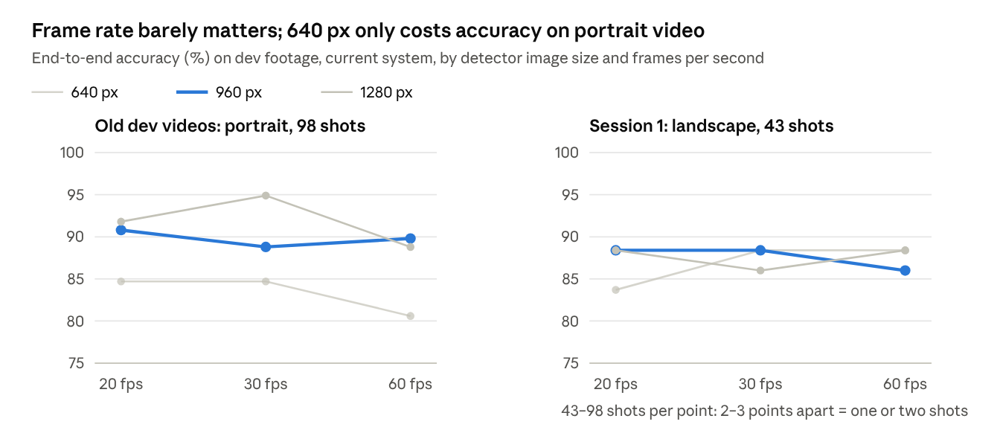 Frame rate barely matters; 640 px only costs accuracy on portrait video
End-to-end accuracy (%) on dev footage, current system, by detector image size and frames per second
640 px 960 px 1280 px
Old dev videos: portrait, 98 shots
100
95
90
85
80
75
20 fps 30 fps 60 fps
Session 1: landscape, 43 shots
100
95
90
85
80
75
20 fps 30 fps 60 fps
43–98 shots per point: 2–3 points apart = one or two shots